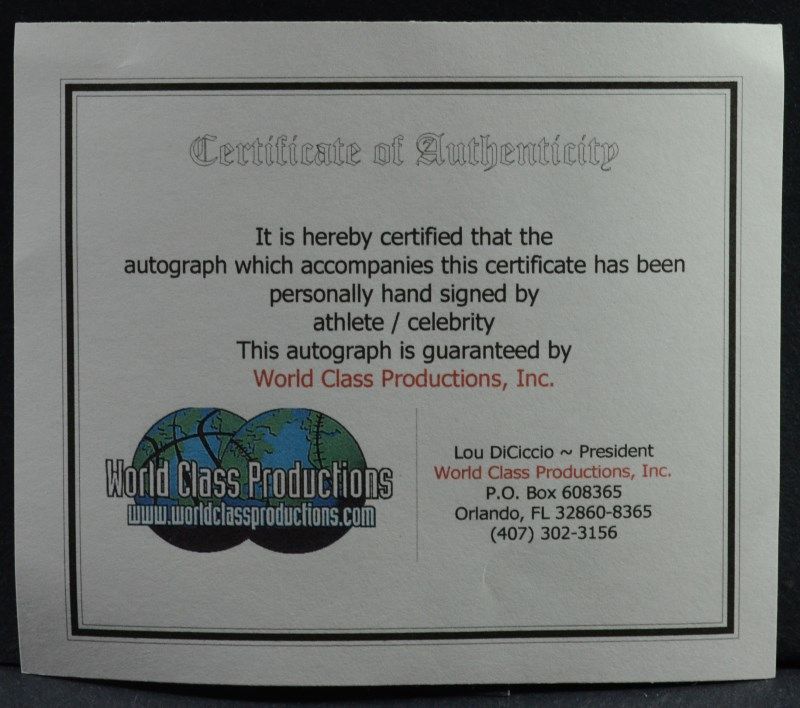 Certificate of Authenticity
It is hereby certified that the
autograph which accompanies this certificate has been
personally hand signed by
athlete / celebrity
This autograph is guaranteed by
World Class Productions, Inc.
World Class Productions
www.worldclassproductions.com
Lou DiCiccio ~ President
World Class Productions, Inc.
P.O. Box 608365
Orlando, FL 32860-8365
(407) 302-3156